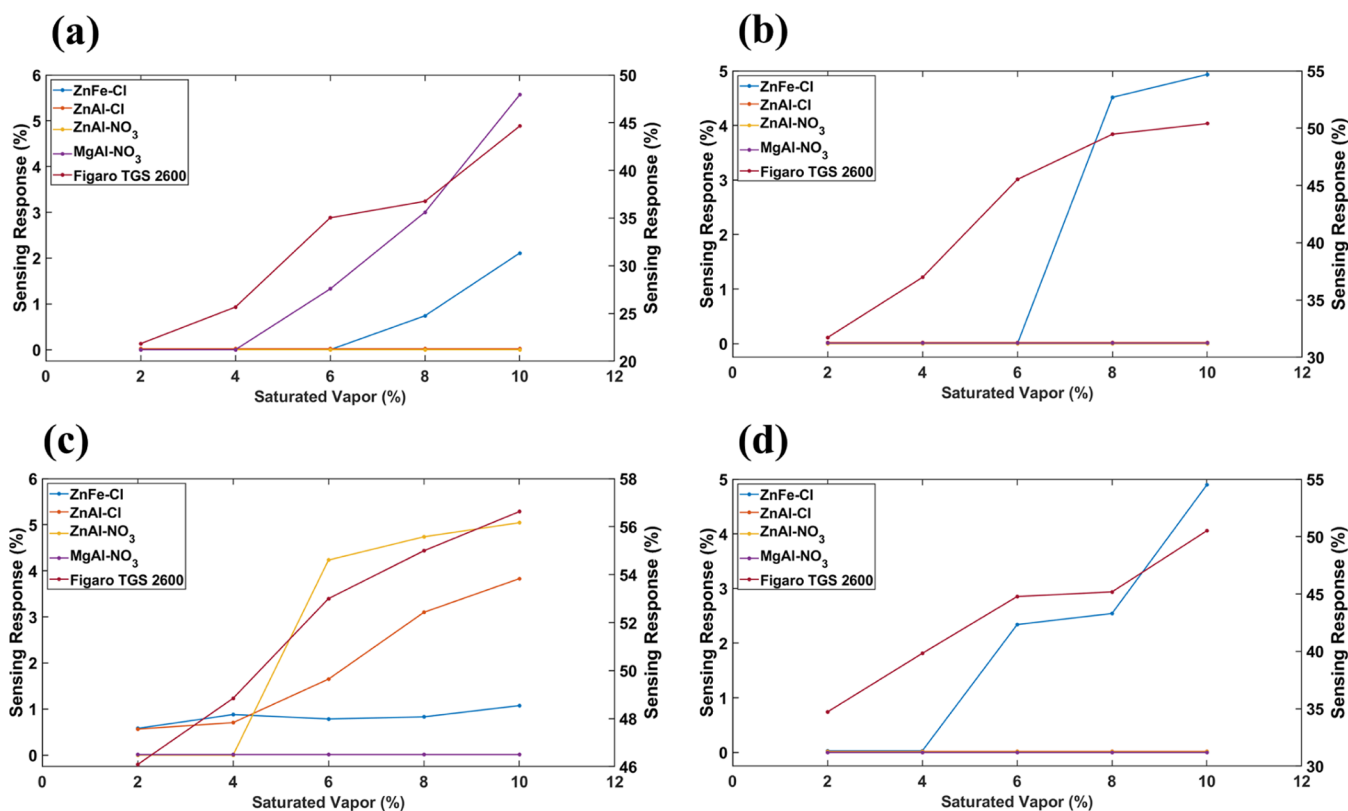 (a)
6
5
4
3
2
1
0
Sensing Response (%)
ZnFe-Cl
ZnAl-Cl
ZnAl-NO3
MgAl-NO3
Figaro TGS 2600
50
45
40
35
30
25
20
Sensing Response (%)
0 2 4 6 8 10 12
Saturated Vapor (%)
(b)
5
4
3
2
1
0
Sensing Response (%)
ZnFe-Cl
ZnAl-Cl
ZnAl-NO3
MgAl-NO3
Figaro TGS 2600
55
50
45
40
35
30
Sensing Response (%)
0 2 4 6 8 10 12
Saturated Vapor (%)
(c)
6
5
4
3
2
1
0
Sensing Response (%)
ZnFe-Cl
ZnAl-Cl
ZnAl-NO3
MgAl-NO3
Figaro TGS 2600
58
56
54
52
50
48
46
Sensing Response (%)
0 2 4 6 8 10 12
Saturated Vapor (%)
(d)
5
4
3
2
1
0
Sensing Response (%)
ZnFe-Cl
ZnAl-Cl
ZnAl-NO3
MgAl-NO3
Figaro TGS 2600
55
50
45
40
35
30
Sensing Response (%)
0 2 4 6 8 10 12
Saturated Vapor (%)